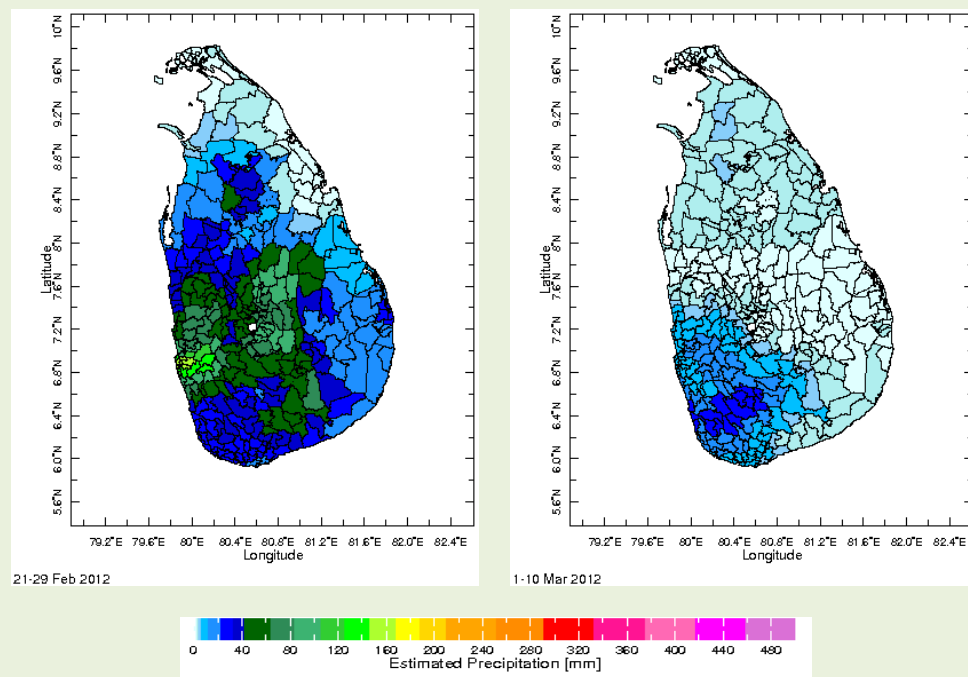 10°N 9.6°N 9.2°N 8.8°N 8.4°N 8°N 7.6°N 7.2°N 6.8°N 6.4°N 6.0°N 5.6°N
Latitude
79.2°E 79.6°E 80°E 80.4°E 80.8°E 81.2°E 81.6°E 82.0°E 82.4°E
Longitude
21-29 Feb 2012
10°N 9.6°N 9.2°N 8.8°N 8.4°N 8°N 7.6°N 7.2°N 6.8°N 6.4°N 6.0°N 5.6°N
Latitude
79.2°E 79.6°E 80°E 80.4°E 80.8°E 81.2°E 81.6°E 82.0°E 82.4°E
Longitude
1-10 Mar 2012
0 40 80 120 160 200 240 280 320 360 400 440 480
Estimated Precipitation [mm]